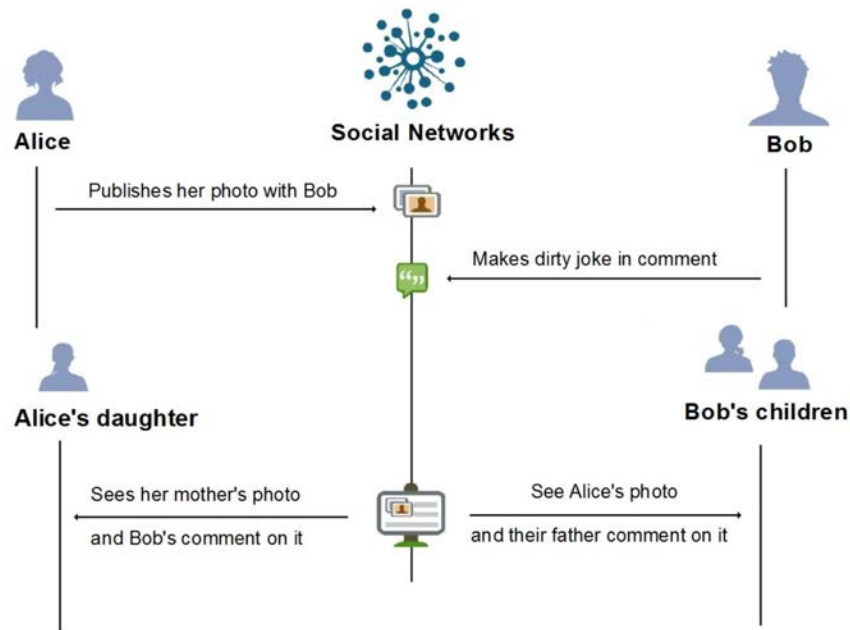 Alice
Social Networks
Bob
Publishes her photo with Bob
Makes dirty joke in comment
Alice's daughter
Bob's children
Sees her mother's photo
and Bob's comment on it
See Alice's photo
and their father comment on it